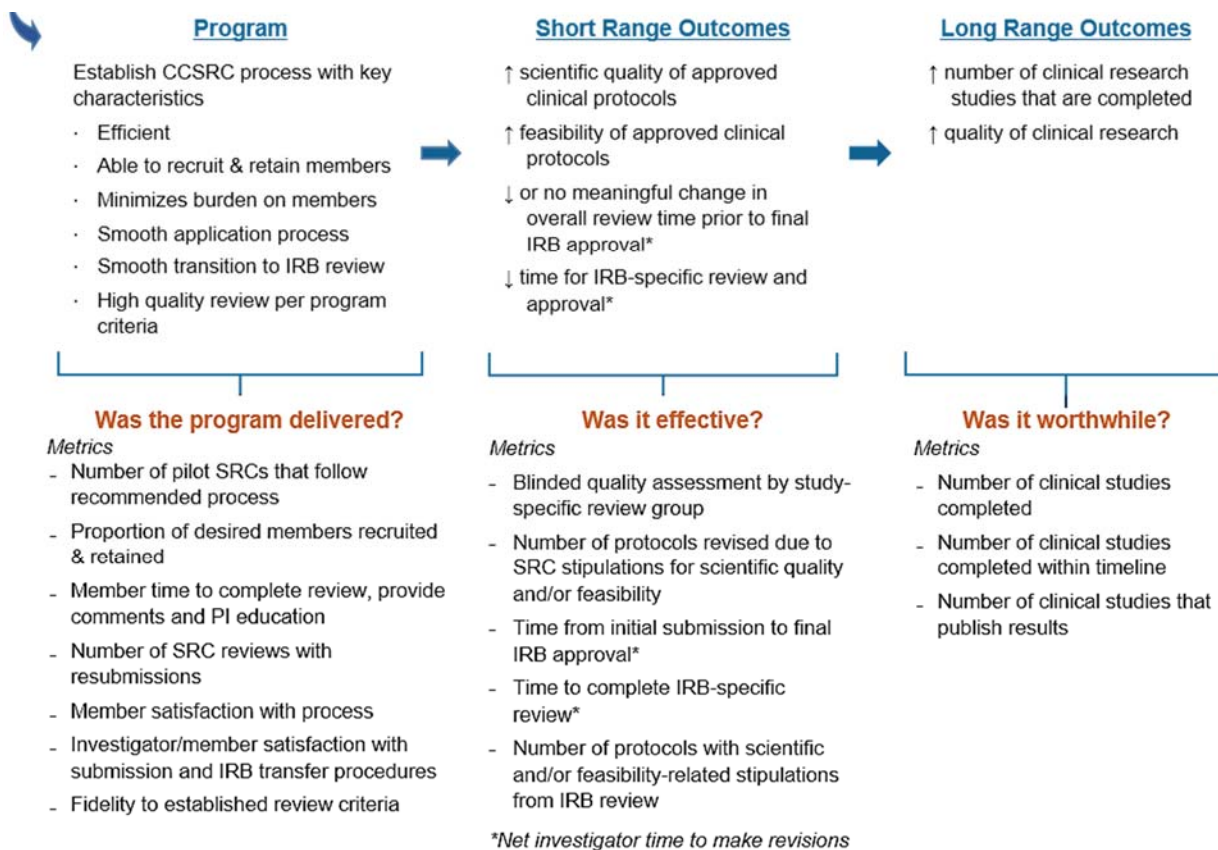 Program
Establish CCSRC process with key
characteristics
· Efficient
· Able to recruit & retain members
· Minimizes burden on members
· Smooth application process
· Smooth transition to IRB review
· High quality review per program
criteria
Short Range Outcomes
↑ scientific quality of approved
clinical protocols
↑ feasibility of approved clinical
protocols
↓ or no meaningful change in
overall review time prior to final
IRB approval*
↓ time for IRB-specific review and
approval*
Long Range Outcomes
↑ number of clinical research
studies that are completed
↑ quality of clinical research
Was the program delivered?
Metrics
- Number of pilot SRCs that follow
recommended process
- Proportion of desired members recruited
& retained
- Member time to complete review, provide
comments and PI education
- Number of SRC reviews with
resubmissions
- Member satisfaction with process
- Investigator/member satisfaction with
submission and IRB transfer procedures
- Fidelity to established review criteria
Was it effective?
Metrics
- Blinded quality assessment by study-
specific review group
- Number of protocols revised due to
SRC stipulations for scientific quality
and/or feasibility
- Time from initial submission to final
IRB approval*
- Time to complete IRB-specific
review*
- Number of protocols with scientific
and/or feasibility-related stipulations
from IRB review
*Net investigator time to make revisions
Was it worthwhile?
Metrics
- Number of clinical studies
completed
- Number of clinical studies
completed within timeline
- Number of clinical studies that
publish results